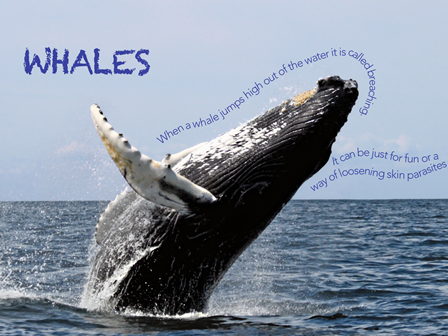 WHALES
When a whale jumps high out of the water it is called breaching.
It can be just for fun or a
way of loosening skin parasites